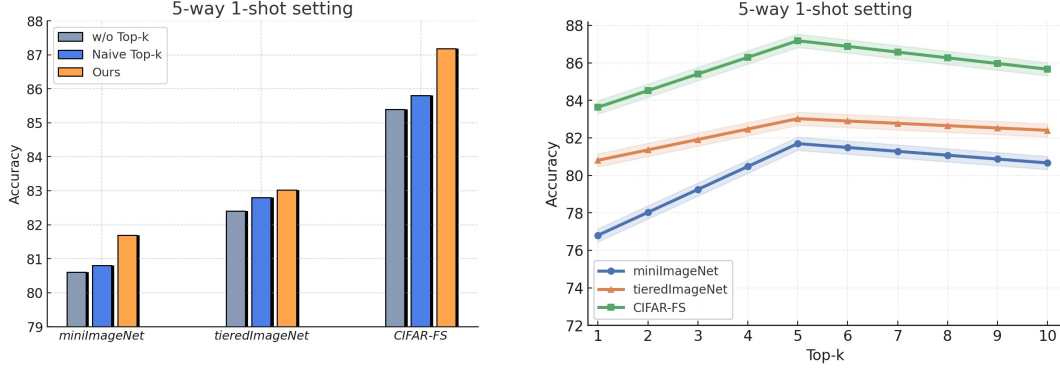 5-way 1-shot setting
w/o Top-k
Naive Top-k
Ours
Accuracy
88
87
86
85
84
83
82
81
80
79
miniImageNet tieredImageNet CIFAR-FS
5-way 1-shot setting
Accuracy
88
86
84
82
80
78
76
74
72
miniImageNet
tieredImageNet
CIFAR-FS
1 2 3 4 5 6 7 8 9 10
Top-k